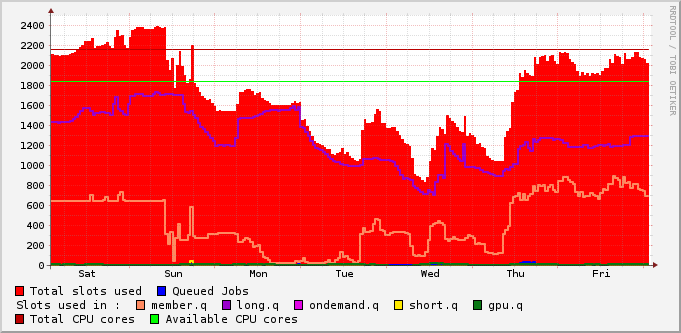 2400
2200
2000
1800
1600
1400
1200
1000
800
600
400
200
0
Sat Sun Mon Tue Wed Thu Fri
Total slots used Queued Jobs
Slots used in : member.q long.q ondemand.q short.q gpu.q
Total CPU cores Available CPU cores
RRDTOOL / TOBI OETIKER